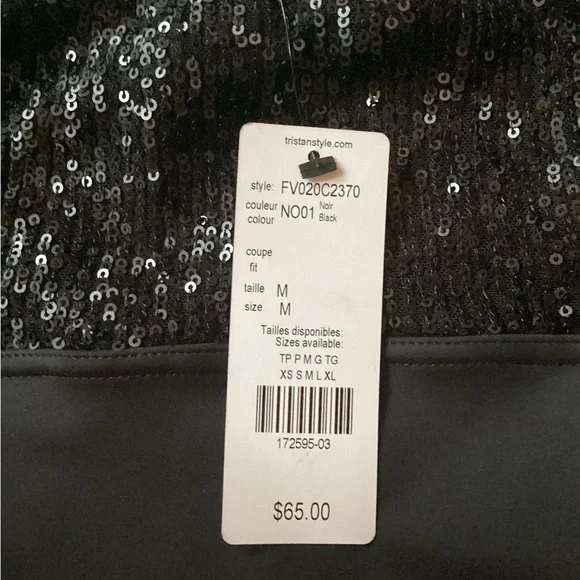 tristanstyle.com
style: FV020C2370
couleur colour NO01 Noir Black
coupe
fit
taille M
size M
Tailles disponibles:
Sizes available:
TP P M G TG
XS S M L XL
172595-03
$65.00